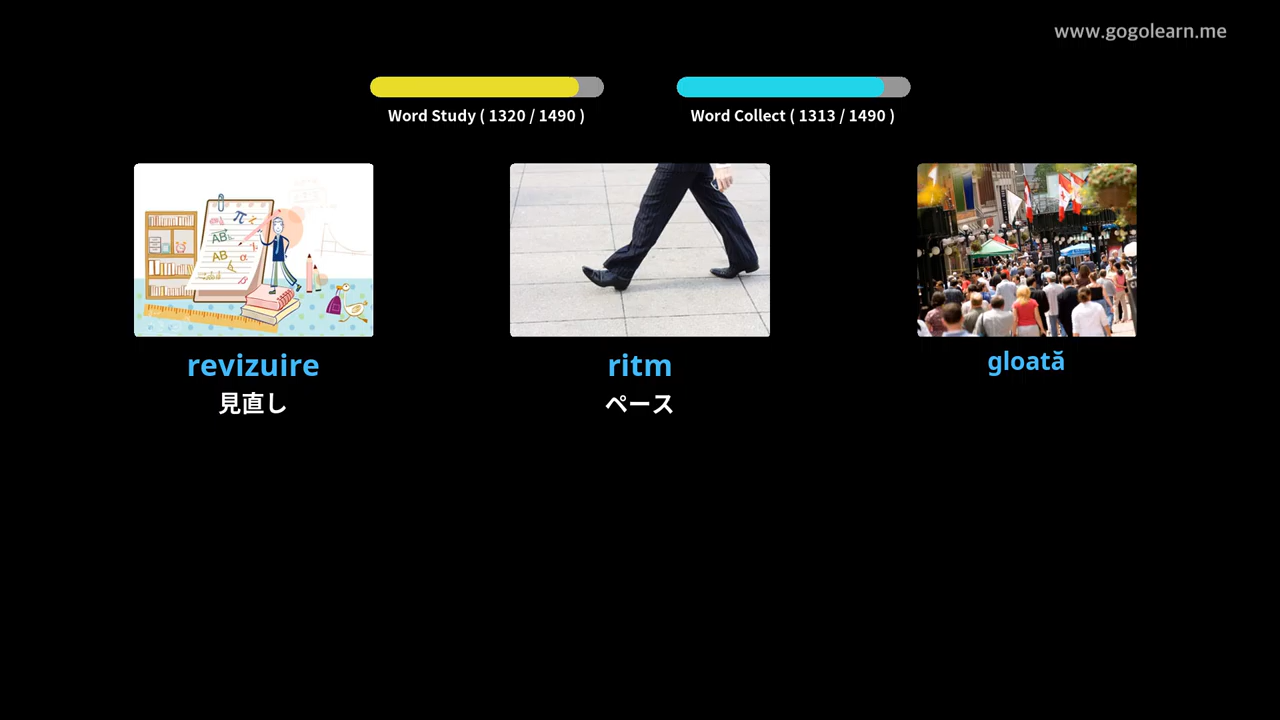 www.gogolearn.me
Word Study ( 1320 / 1490 )
Word Collect ( 1313 / 1490 )
revizuire
見直し
ritm
ペース
gloată